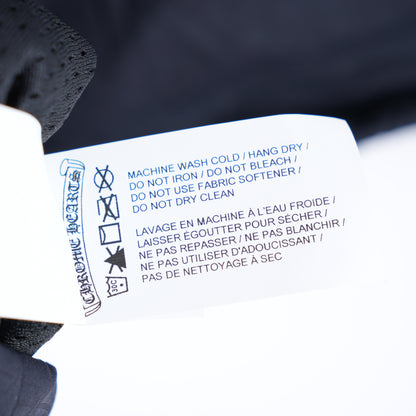 CHROME HEARTS
MACHINE WASH COLD / HANG DRY /
DO NOT IRON / DO NOT BLEACH /
DO NOT USE FABRIC SOFTENER /
DO NOT DRY CLEAN
LAVAGE EN MACHINE À L'EAU FROIDE /
LAISSER ÉGOUTTER POUR SÉCHER /
NE PAS REPASSER / NE PAS BLANCHIR /
NE PAS UTILISER D'ADOUCISSANT /
PAS DE NETTOYAGE À SEC
30C